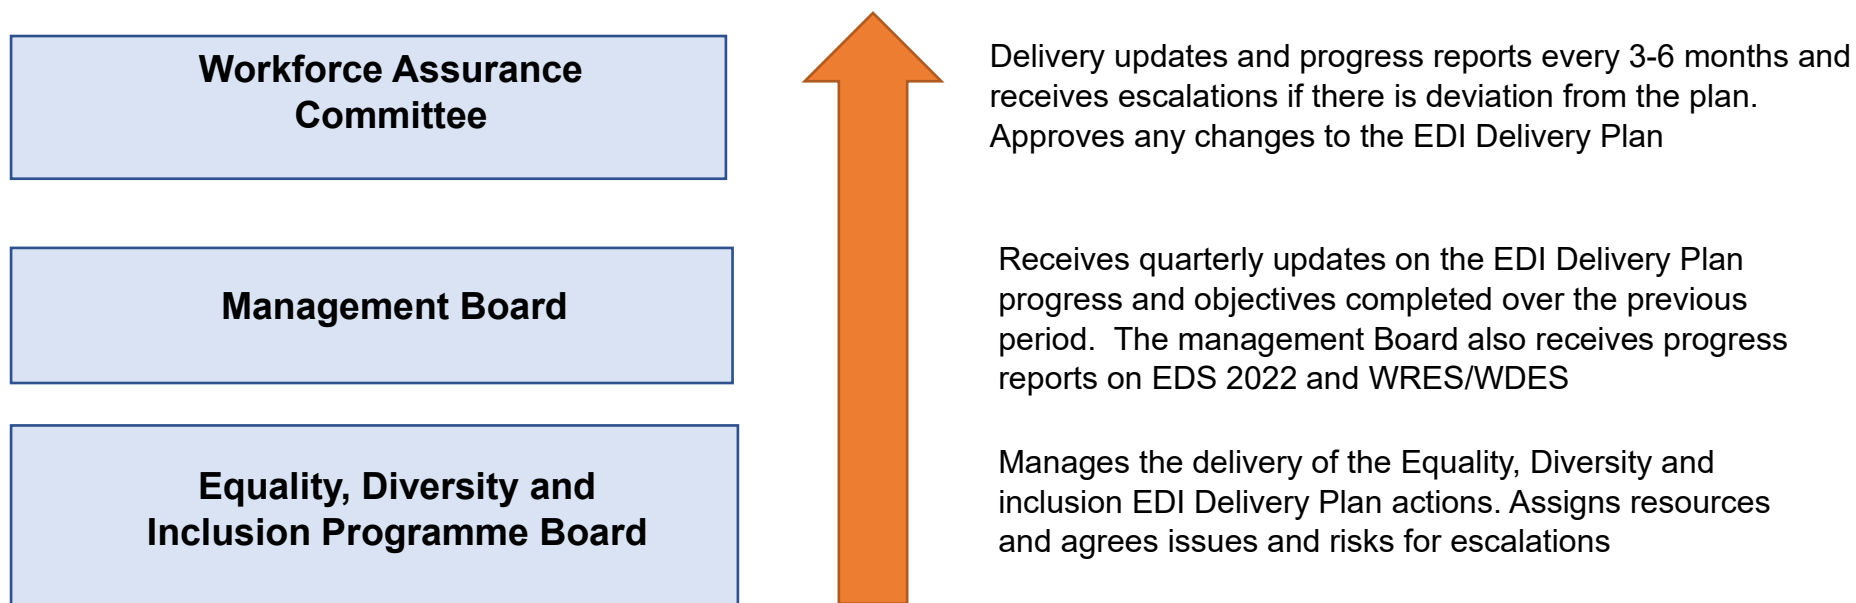 Workforce Assurance
Committee
Delivery updates and progress reports every 3-6 months and
receives escalations if there is deviation from the plan.
Approves any changes to the EDI Delivery Plan
Management Board
Receives quarterly updates on the EDI Delivery Plan
progress and objectives completed over the previous
period.  The management Board also receives progress
reports on EDS 2022 and WRES/WDES
Equality, Diversity and
Inclusion Programme Board
Manages the delivery of the Equality, Diversity and
inclusion EDI Delivery Plan actions. Assigns resources
and agrees issues and risks for escalations